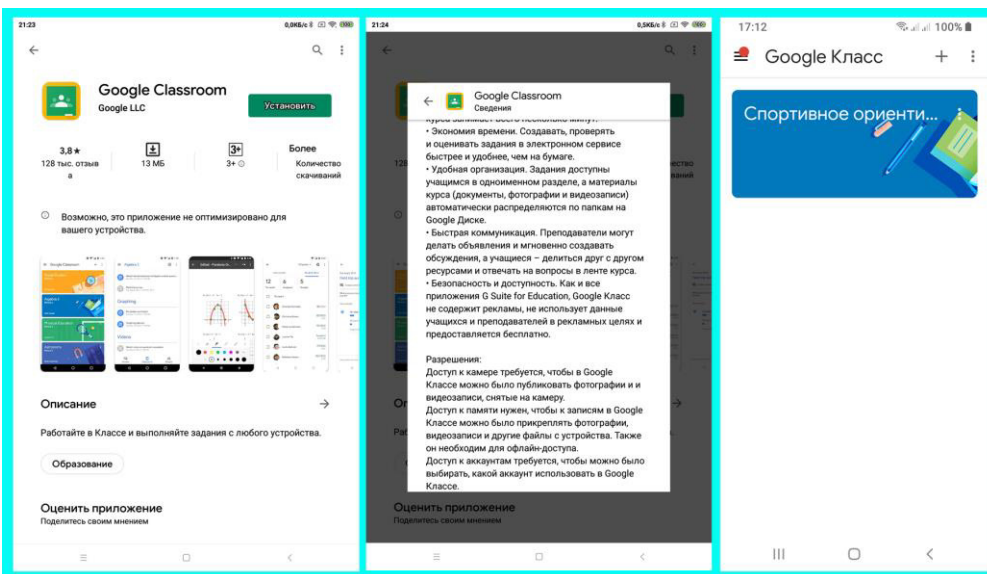 21:23
0,0КБ/с
Google Classroom
Google LLC
Установить
3,8★
128 тыс. отзыв
а
13 МБ
3+
3+
Более
Количество
скачиваний
Возможно, это приложение не оптимизировано для
вашего устройства.
Описание
Работайте в Классе и выполняйте задания с любого устройства.
Образование
Оценить приложение
Поделитесь своим мнением
21:24
0,5КБ/с
Google Classroom
Сведения
курса занимает всего несколько минут.
• Экономия времени. Создавать, проверять
и оценивать задания в электронном сервисе
быстрее и удобнее, чем на бумаге.
• Удобная организация. Задания доступны
учащимся в одноименном разделе, а материалы
курса (документы, фотографии и видеозаписи)
автоматически распределяются по папкам на
Google Диске.
• Быстрая коммуникация. Преподаватели могут
делать объявления и мгновенно создавать
обсуждения, а учащиеся – делиться друг с другом
ресурсами и отвечать на вопросы в ленте курса.
• Безопасность и доступность. Как и все
приложения G Suite for Education, Google Класс
не содержит рекламы, не использует данные
учащихся и преподавателей в рекламных целях и
предоставляется бесплатно.
Разрешения:
Доступ к камере требуется, чтобы в Google
Классе можно было публиковать фотографии и и
видеозаписи, снятые на камеру.
Доступ к памяти нужен, чтобы к записям в Google
Классе можно было прикреплять фотографии,
видеозаписи и другие файлы с устройства. Также
он необходим для офлайн-доступа.
Доступ к аккаунтам требуется, чтобы можно было
выбирать, какой аккаунт использовать в Google
Классе.
Оценить приложение
Поделитесь своим мнением
17:12
100%
Google Класс
Спортивное ориенти...